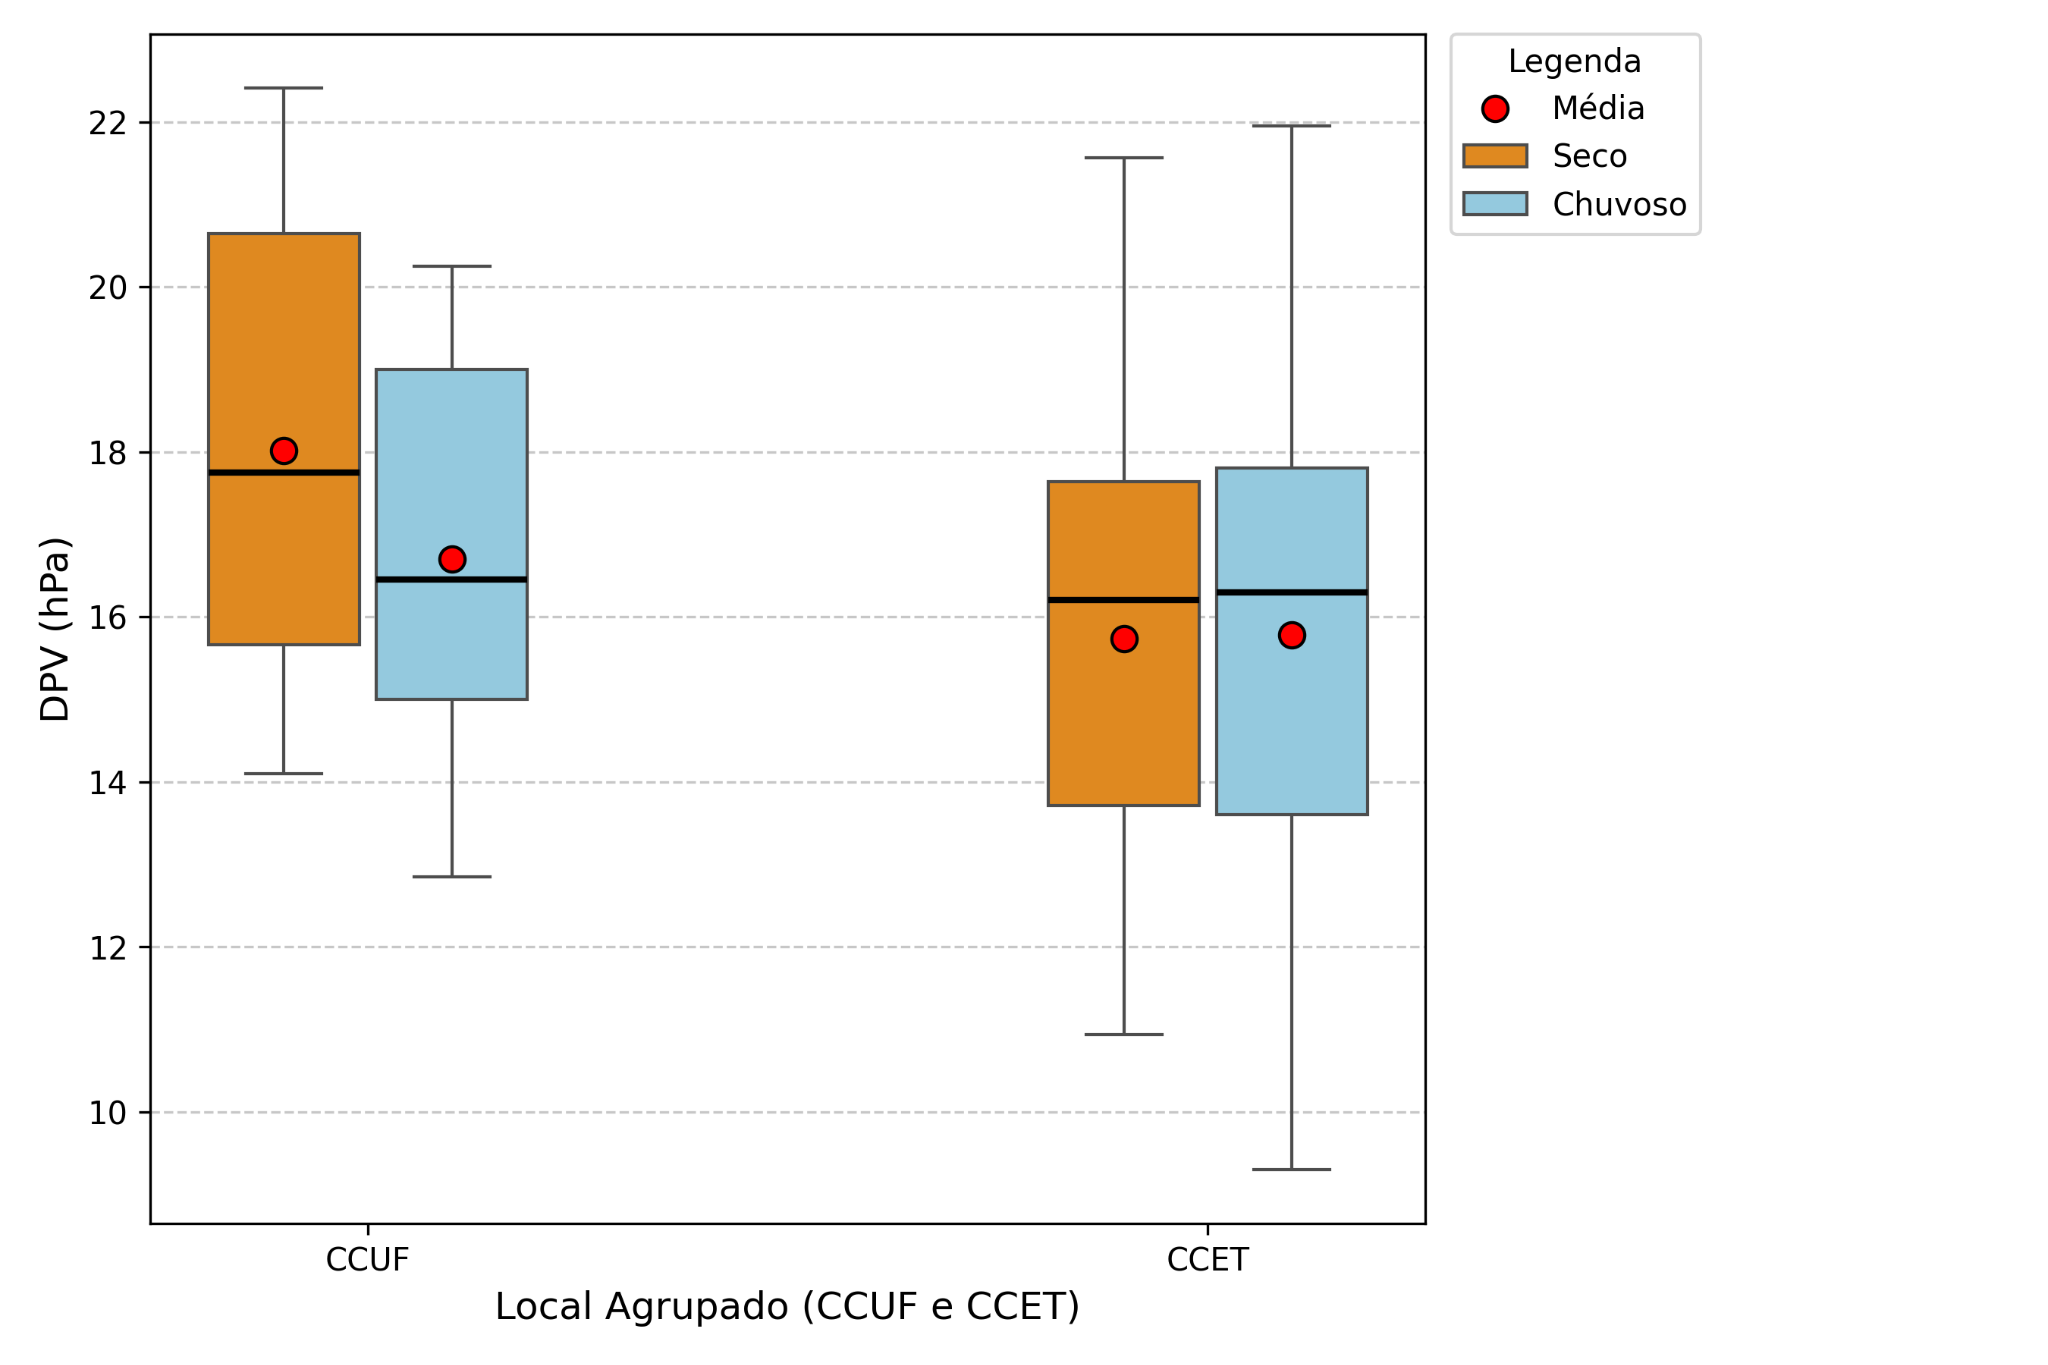 Legenda
Média
Seco
Chuvoso
22
20
18
16
14
12
10
DPV (hPa)
CCUF
CCET
Local Agrupado (CCUF e CCET)